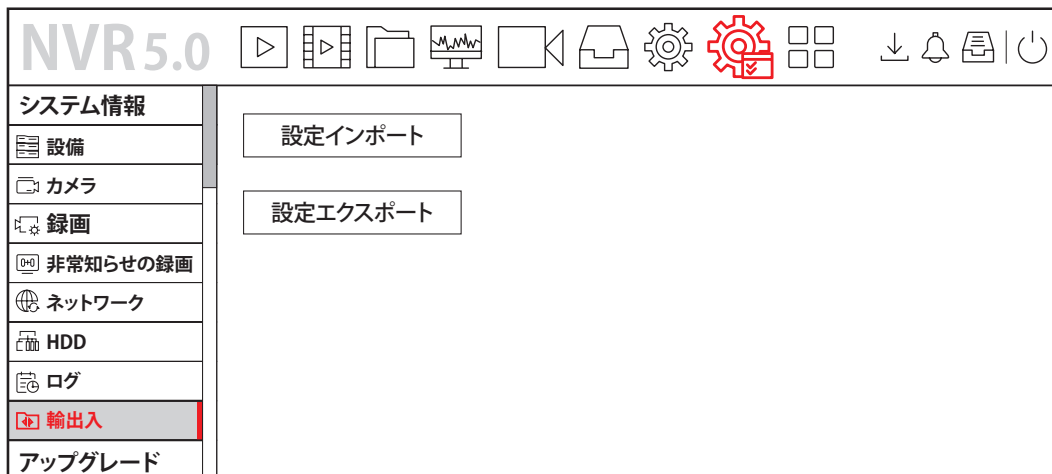 NVR 5.0
システム情報
設備
カメラ
録画
非常知らせの録画
ネットワーク
HDD
ログ
輸出入
アップグレード
設定インポート
設定エクスポート